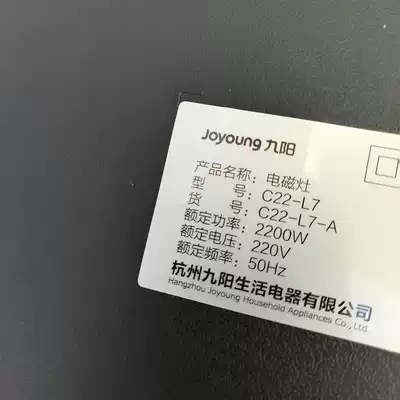 Joyoung 九阳
产品名称：电磁灶
型 号：C22-L7
货 号：C22-L7-A
额定功率：2200W
额定电压：220V
额定频率：50Hz
杭州九阳生活电器有限公司
Hangzhou Joyoung Household Appliances Co., Ltd.